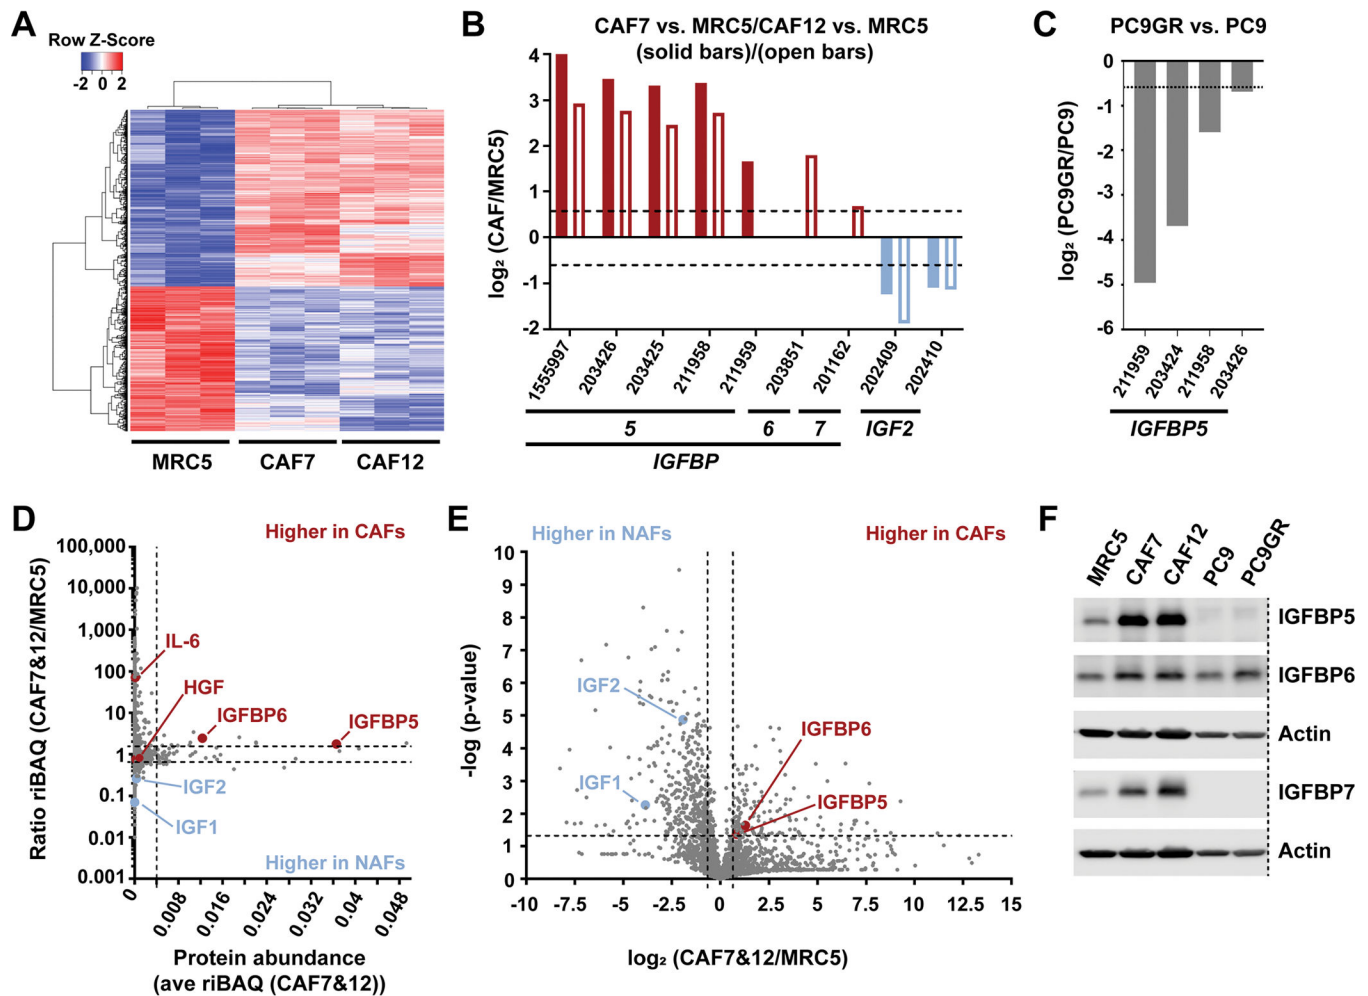 A
Row Z-Score
-2 0 2
MRC5
CAF7
CAF12
B
CAF7 vs. MRC5/CAF12 vs. MRC5
(solid bars)/(open bars)
log₂ (CAF/MRC5)
4
3
2
1
0
-1
-2
1555997
203426
203425
211958
211959
203851
201162
202409
202410
5
6
7
IGF2
IGFBP
C
PC9GR vs. PC9
log₂ (PC9GR/PC9)
0
-1
-2
-3
-4
-5
-6
211959
203424
211958
203426
IGFBP5
D
Higher in CAFs
Ratio riBAQ (CAF7&12/MRC5)
100,000
10,000
1,000
100
10
1
0.1
0.01
0.001
IL-6
HGF
IGFBP6
IGFBP5
IGF2
IGF1
Higher in NAFs
0
0.008
0.016
0.024
0.032
0.04
0.048
Protein abundance
(ave riBAQ (CAF7&12))
E
Higher in NAFs
Higher in CAFs
-log (p-value)
10
9
8
7
6
5
4
3
2
1
0
IGF2
IGF1
IGFBP6
IGFBP5
-10
-7.5
-5
-2.5
0
2.5
5
7.5
10
12.5
15
log₂ (CAF7&12/MRC5)
F
MRC5
CAF7
CAF12
PC9
PC9GR
IGFBP5
IGFBP6
Actin
IGFBP7
Actin